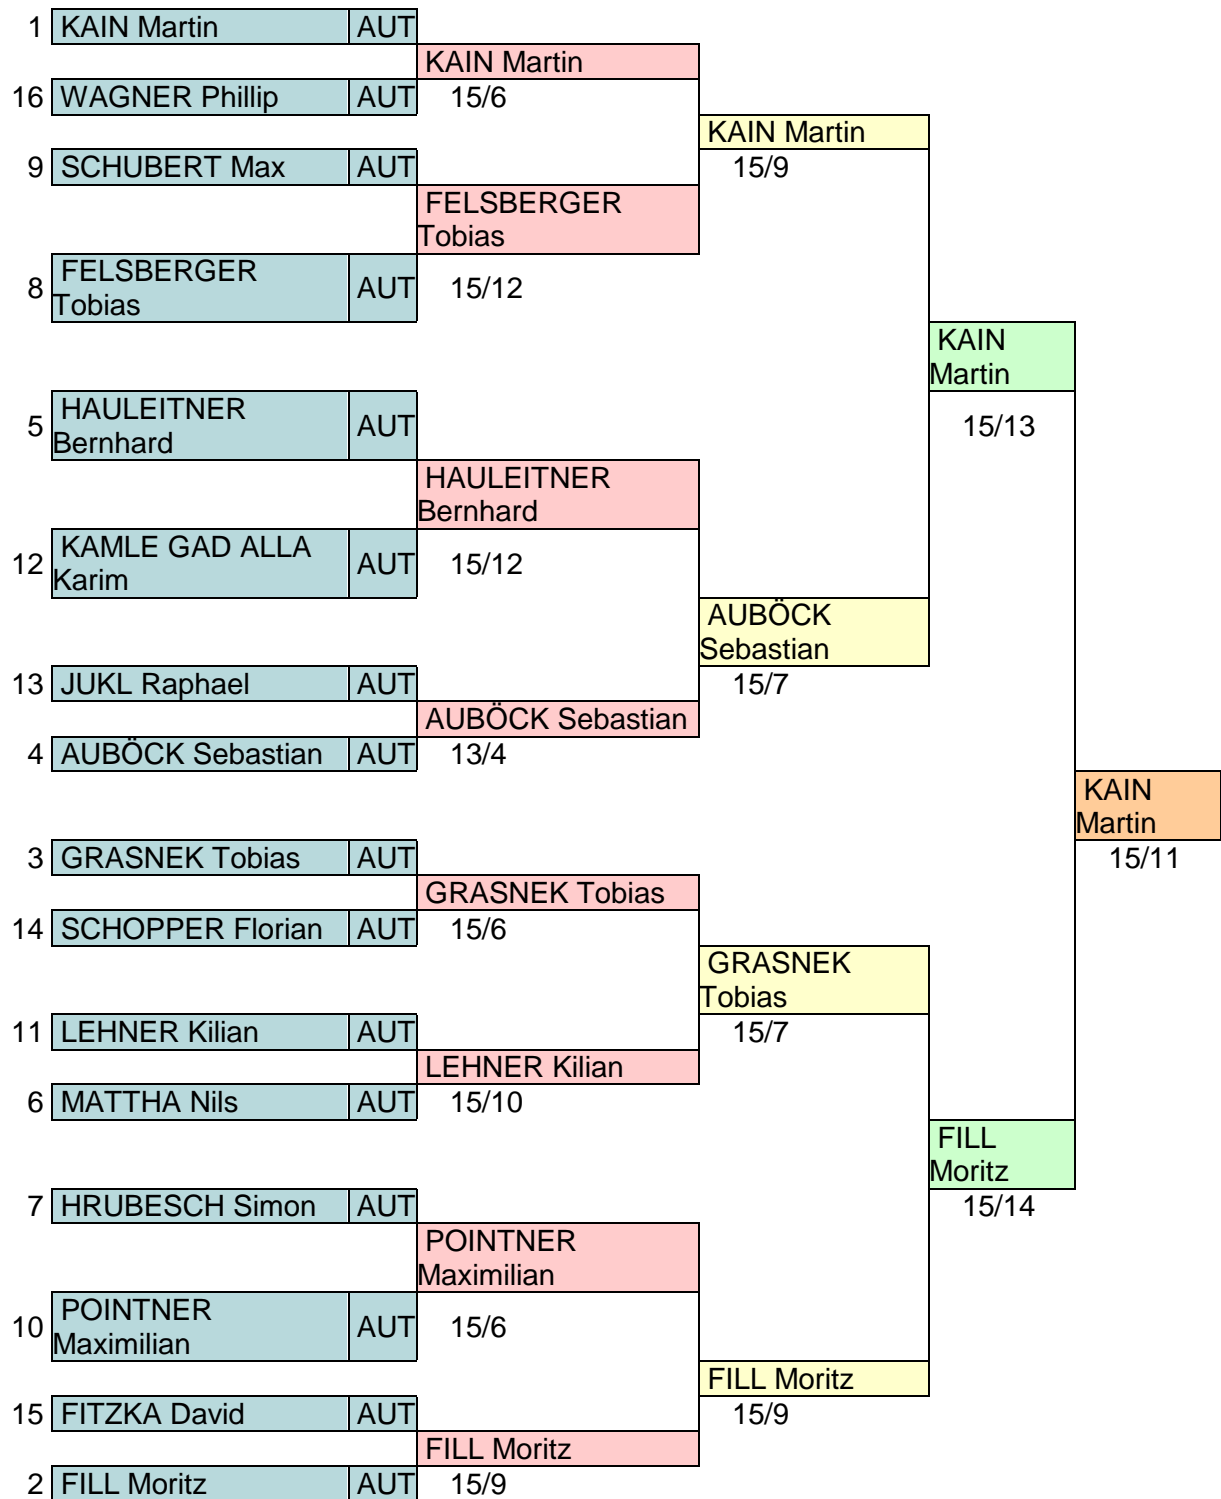 1 KAIN Martin AUT
KAIN Martin
16 WAGNER Phillip AUT 15/6
KAIN Martin
9 SCHUBERT Max AUT 15/9
FELSBERGER
Tobias
8 FELSBERGER
Tobias AUT 15/12
KAIN
Martin
5 HAULEITNER
Bernhard AUT 15/13
HAULEITNER
Bernhard
12 KAMLE GAD ALLA
Karim AUT 15/12
AUBÖCK
Sebastian
13 JUKL Raphael AUT 15/7
AUBÖCK Sebastian
4 AUBÖCK Sebastian AUT 13/4
KAIN
Martin
3 GRASNEK Tobias AUT 15/11
GRASNEK Tobias
14 SCHOPPER Florian AUT 15/6
GRASNEK
Tobias
11 LEHNER Kilian AUT 15/7
LEHNER Kilian
6 MATTHA Nils AUT 15/10
FILL
Moritz
7 HRUBESCH Simon AUT 15/14
POINTNER
Maximilian
10 POINTNER
Maximilian AUT 15/6
FILL Moritz
15 FITZKA David AUT 15/9
FILL Moritz
2 FILL Moritz AUT 15/9